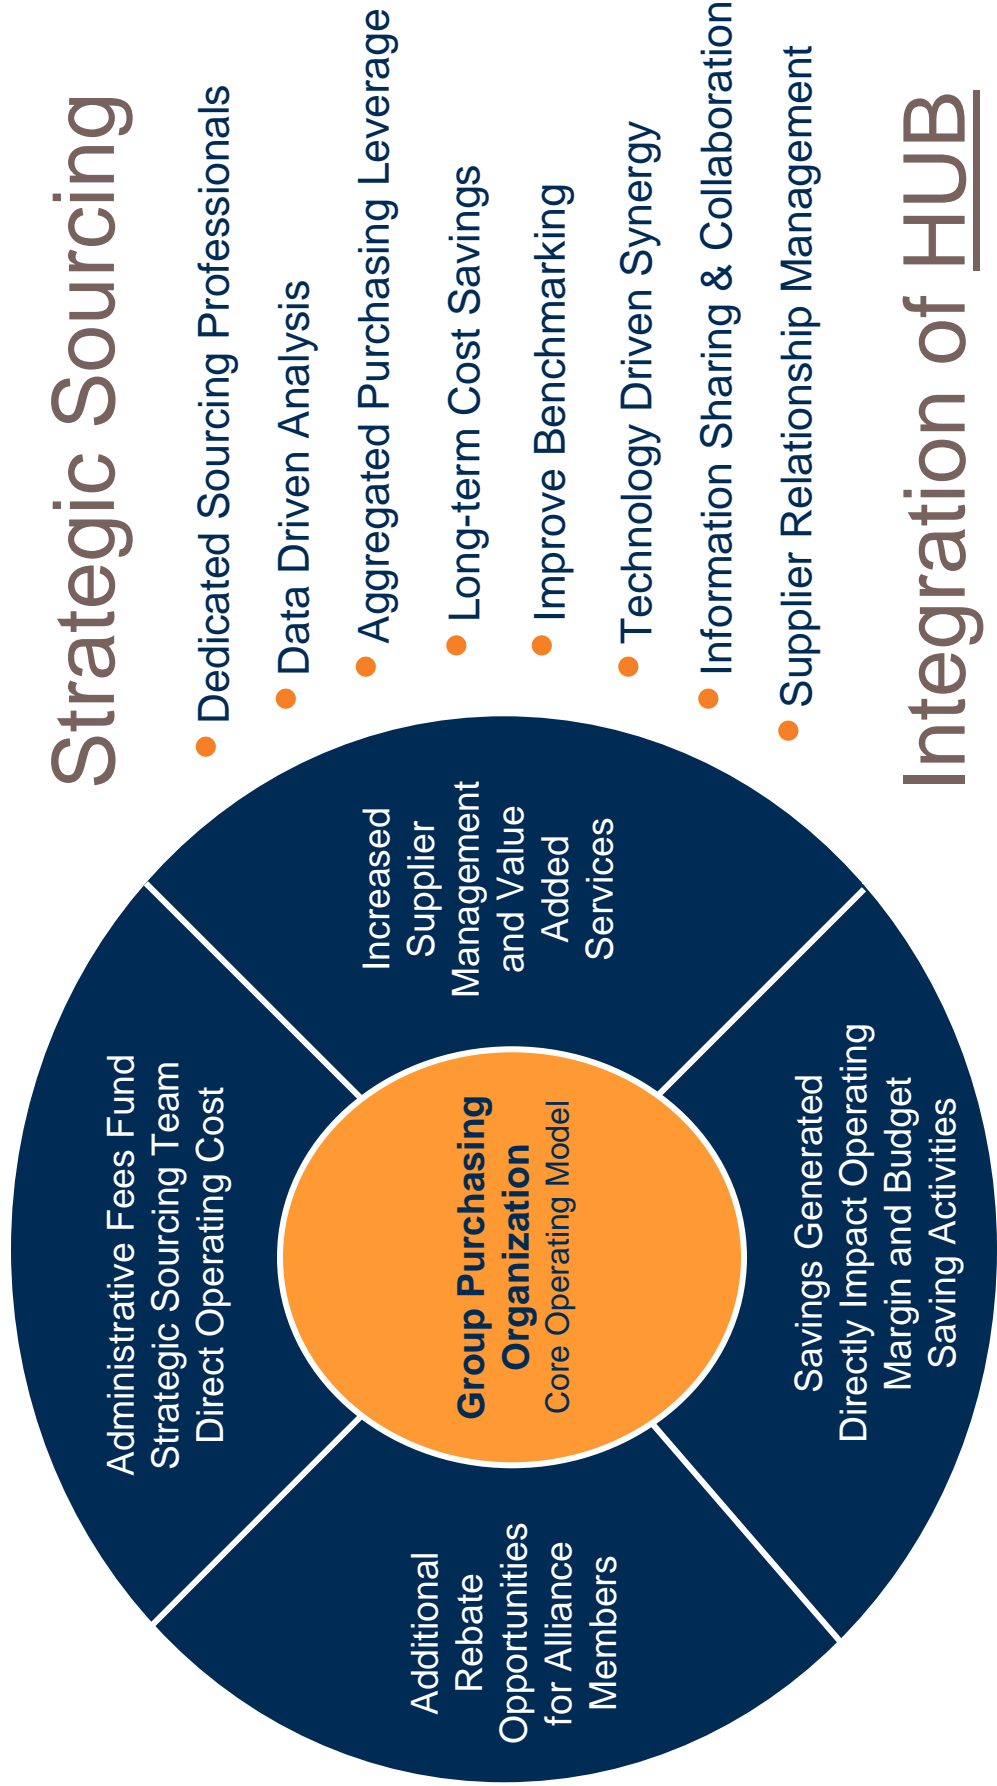 Strategic Sourcing
Administrative Fees Fund
Strategic Sourcing Team
Direct Operating Cost
Additional
Rebate
Opportunities
for Alliance
Members
Group Purchasing
Organization
Core Operating Model
Increased
Supplier
Management
and Value
Added
Services
Savings Generated
Directly Impact Operating
Margin and Budget
Saving Activities
• Dedicated Sourcing Professionals
• Data Driven Analysis
• Aggregated Purchasing Leverage
• Long-term Cost Savings
• Improve Benchmarking
• Technology Driven Synergy
• Information Sharing & Collaboration
• Supplier Relationship Management
Integration of HUB